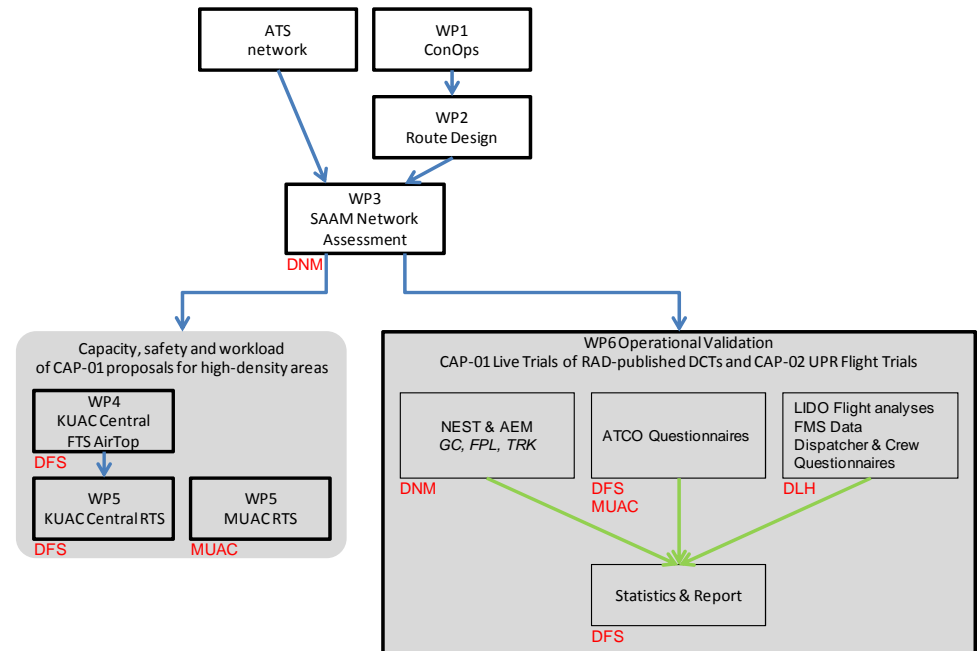 ATS
network
WP1
ConOps
WP2
Route Design
WP3
SAAM Network
Assessment
DNM
Capacity, safety and workload
of CAP-01 proposals for high-density areas
WP4
KUAC Central
FTS AirTop
DFS
WP5
KUAC Central RTS
DFS
WP5
MUAC RTS
MUAC
WP6 Operational Validation
CAP-01 Live Trials of RAD-published DCTs and CAP-02 UPR Flight Trials
NEST & AEM
GC, FPL, TRK
DNM
ATCO Questionnaires
DFS
MUAC
LIDO Flight analyses
FMS Data
Dispatcher & Crew
Questionnaires
DLH
Statistics & Report
DFS